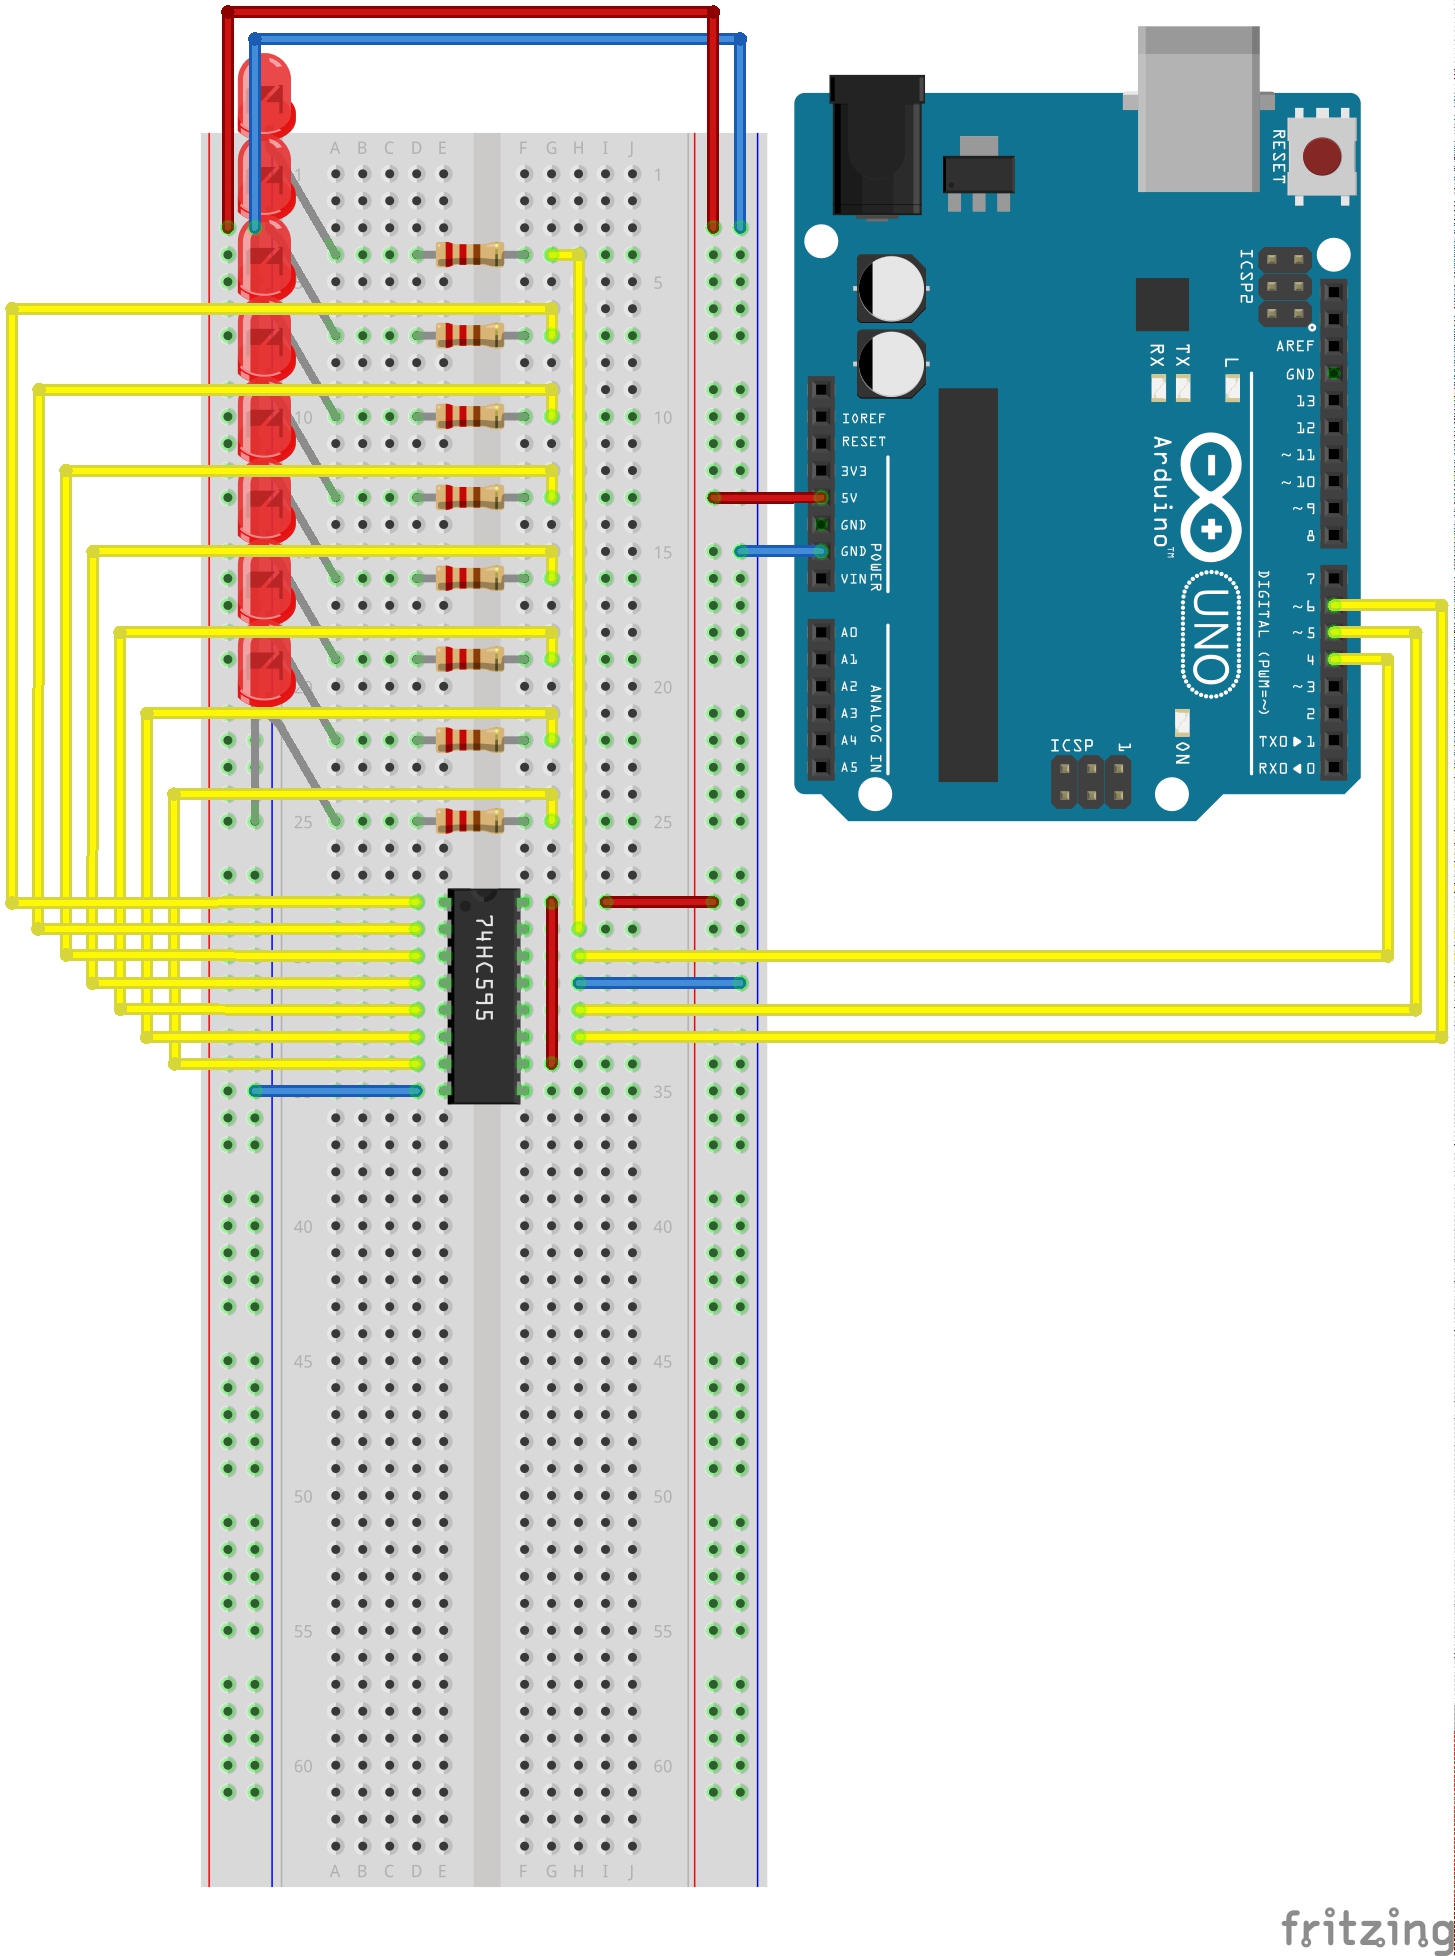 A B C D E F G H I J
1 1
5 5
10 10
15
20 20
25 25
35
40 40
45 45
50 50
55 55
60 60
A B C D E F G H I J
74HC595
RESET
ICSP2
AREF
GND
13
12
~11
~10
~9
8
7
~6
~5
4
~3
2
TX0▶1
RX0◀0
DIGITAL (PWM=~)
RX
TX
L
Arduino™
UNO
ON
ICSP
1
IOREF
RESET
3V3
5V
GND
GND
VIN
POWER
A0
A1
A2
A3
A4
A5
ANALOG IN
fritzing